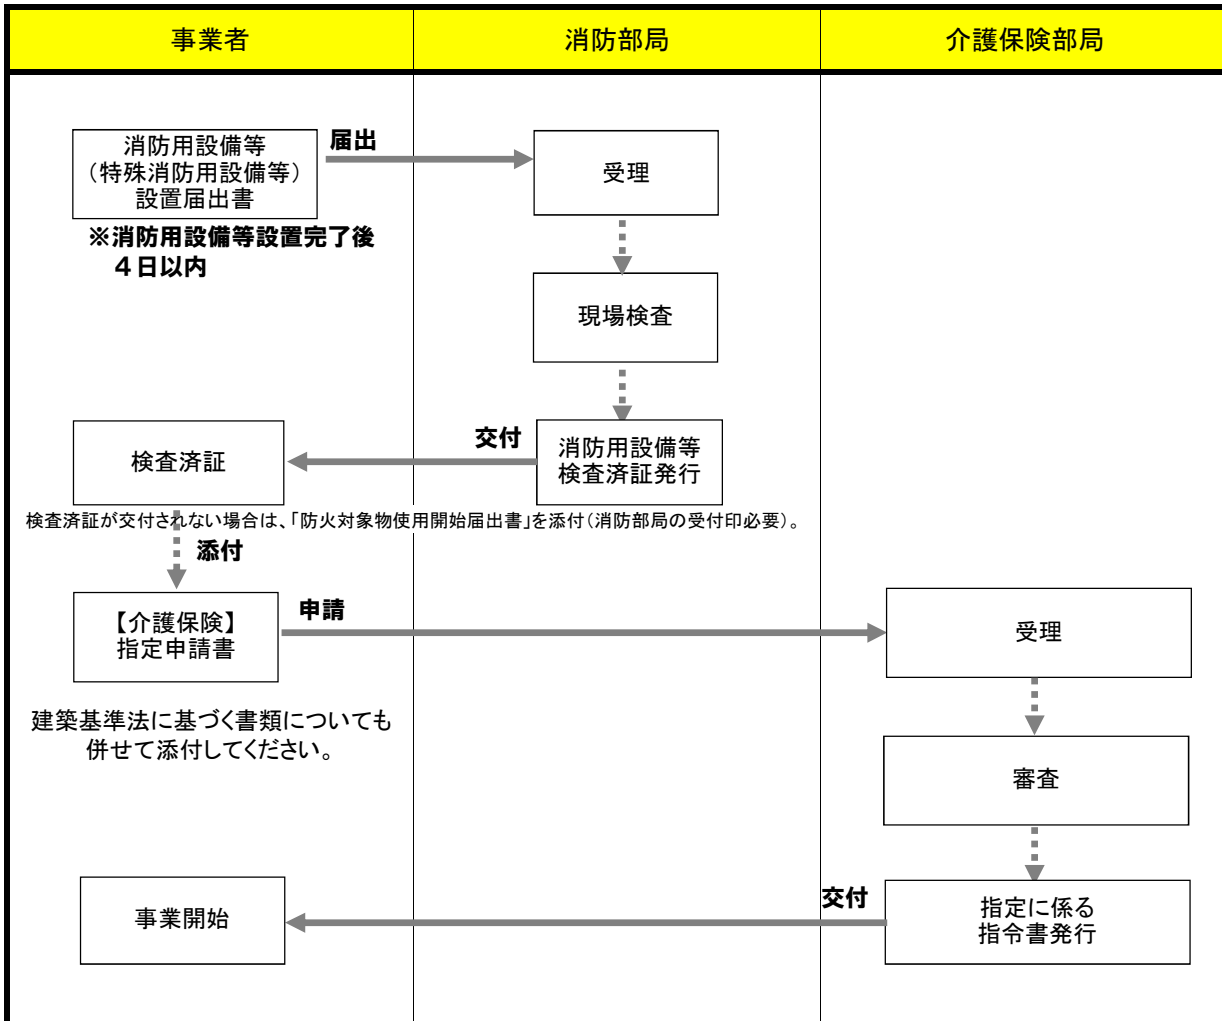 事業者
消防部局
介護保険部局
消防用設備等
（特殊消防用設備等）
設置届出書
届出
受理
※消防用設備等設置完了後
４日以内
現場検査
検査済証
交付
消防用設備等
検査済証発行
検査済証が交付されない場合は、「防火対象物使用開始届出書」を添付（消防部局の受付印必要）。
添付
【介護保険】
指定申請書
申請
受理
建築基準法に基づく書類についても
併せて添付してください。
審査
事業開始
交付
指定に係る
指令書発行